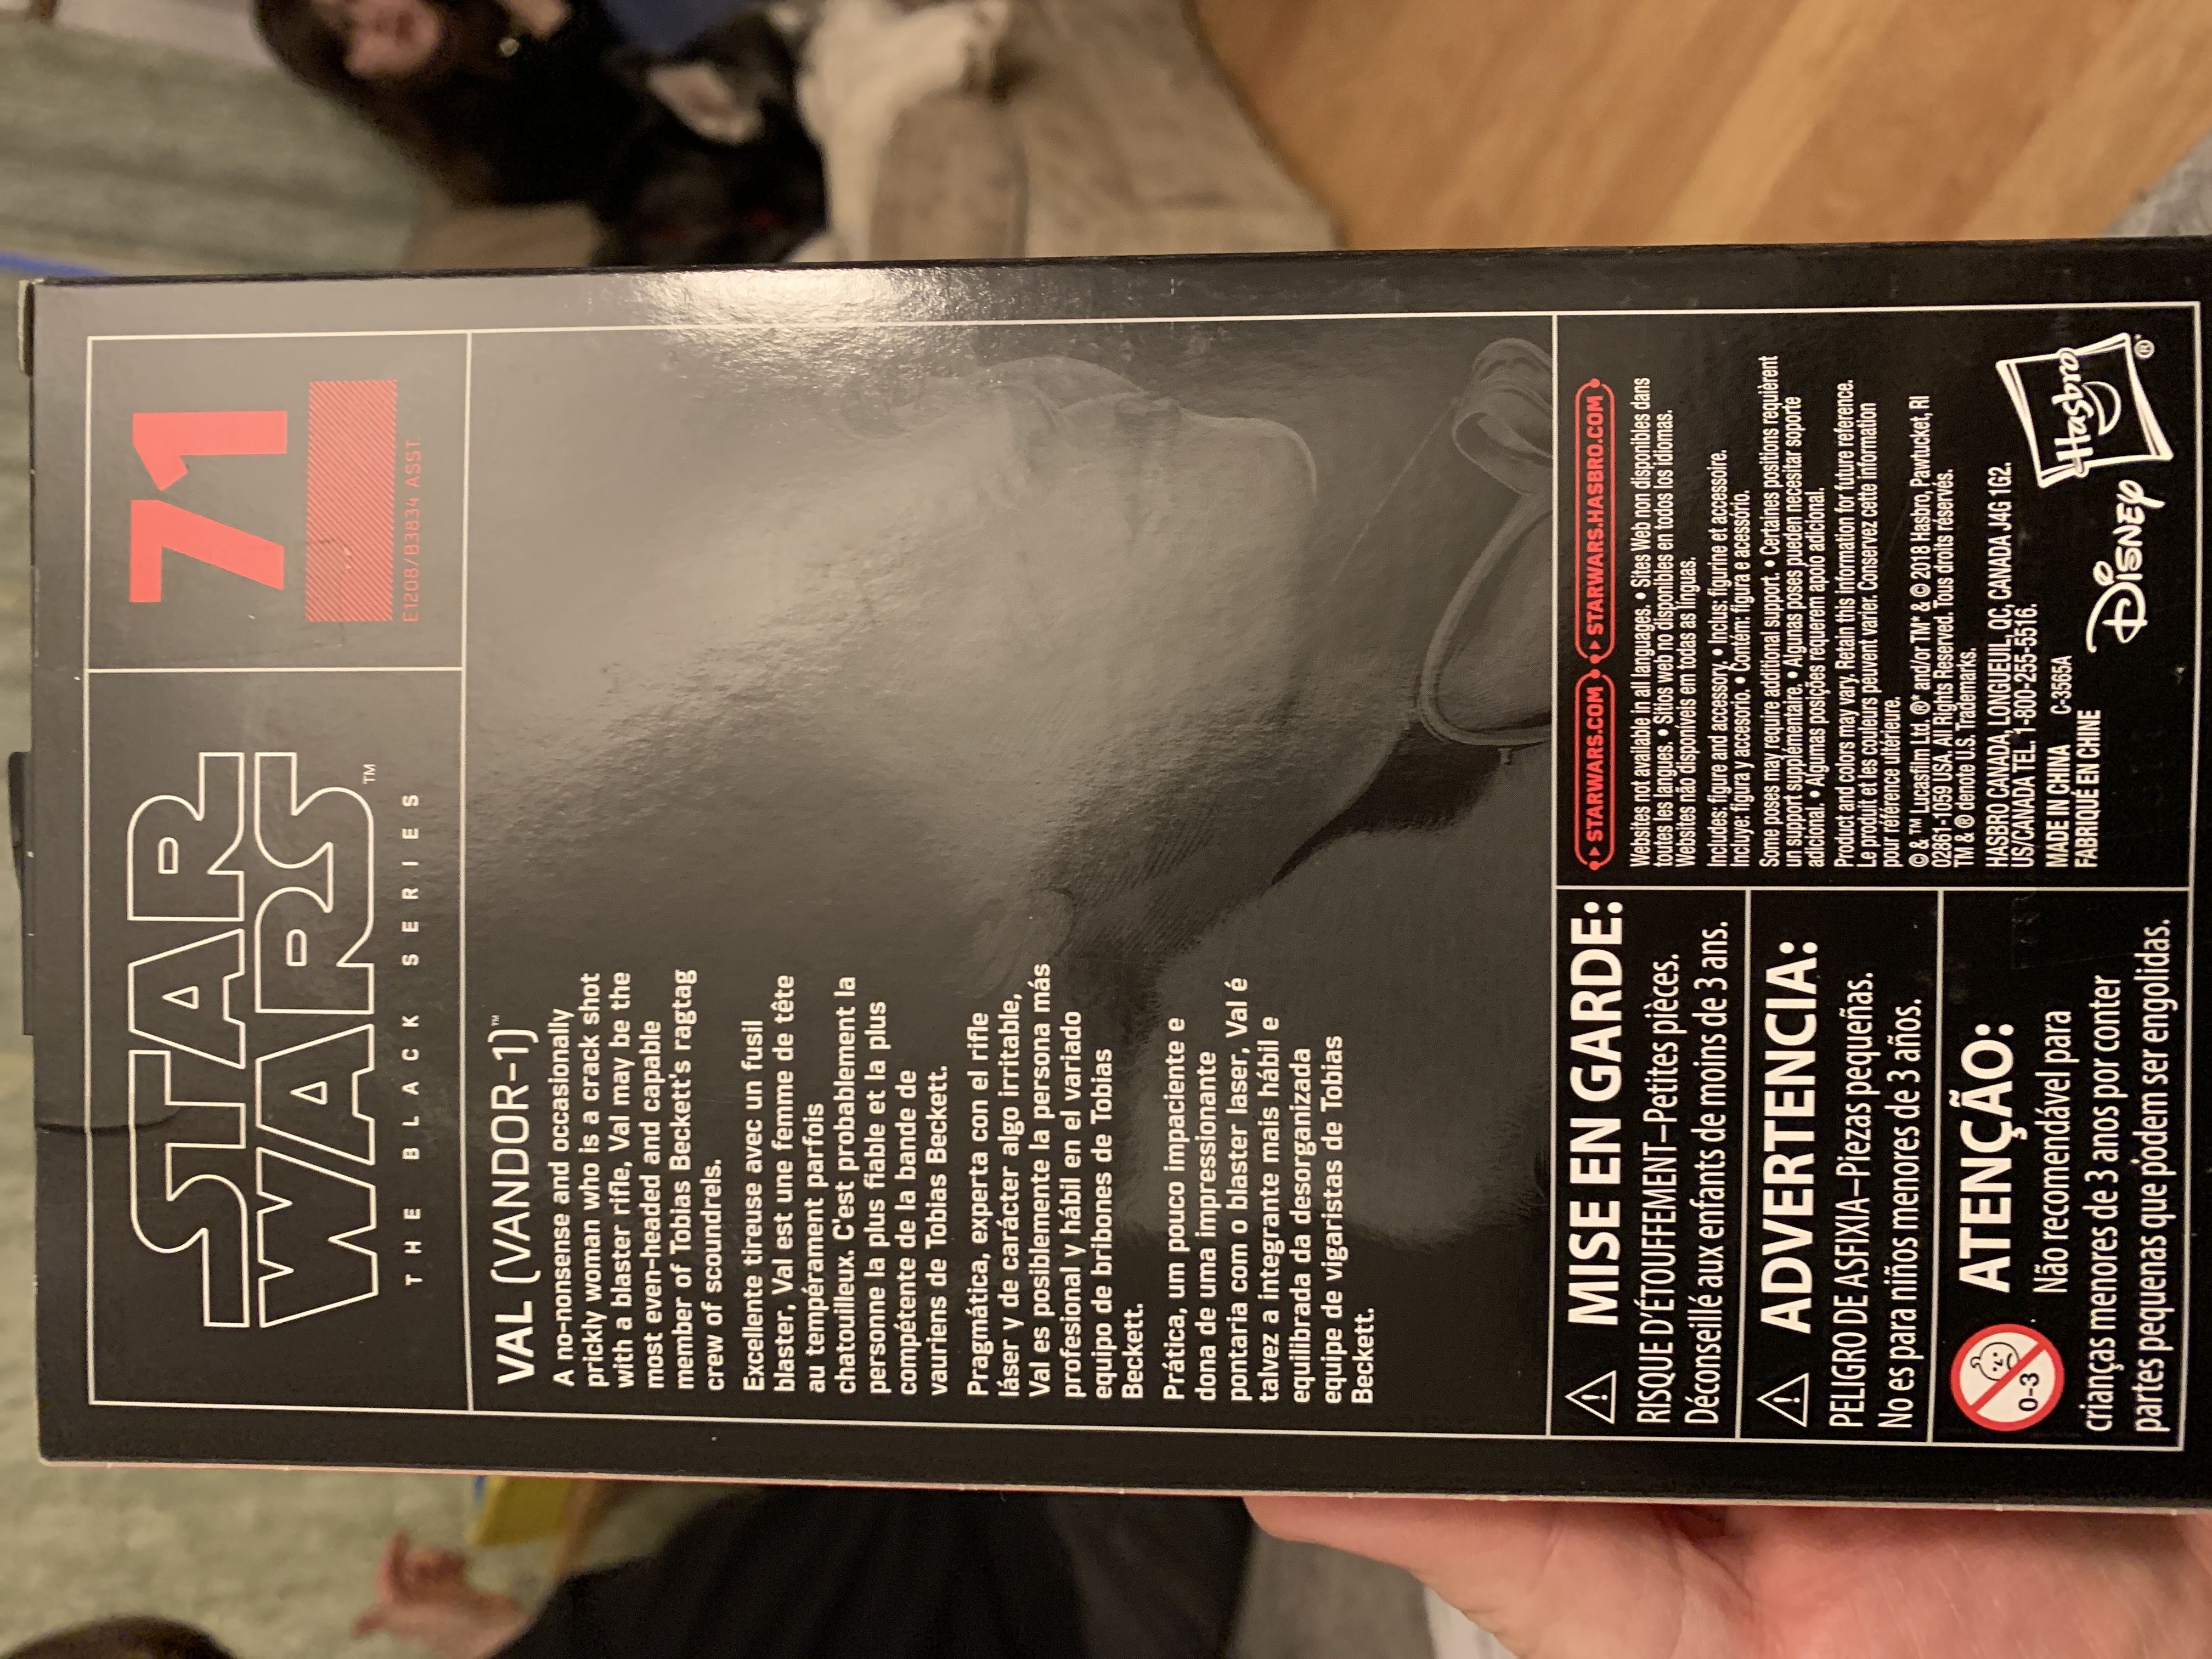 STAR
WARS™
THE BLACK SERIES
71
E1208/B3834 ASST.
VAL (VANDOR-1)™
A no-nonsense and occasionally
prickly woman who is a crack shot
with a blaster rifle, Val may be the
most even-headed and capable
member of Tobias Beckett's ragtag
crew of scoundrels.
Excellente tireuse avec un fusil
blaster, Val est une femme de tête
au tempérament parfois
chatouilleux. C'est probablement la
personne la plus fiable et la plus
compétente de la bande de
vauriens de Tobias Beckett.
Pragmática, experta con el rifle
láser y de carácter algo irritable,
Val es posiblemente la persona más
profesional y hábil en el variado
equipo de bribones de Tobias
Beckett.
Prática, um pouco impaciente e
dona de uma impressionante
pontaria com o blaster laser, Val é
talvez a integrante mais hábil e
equilibrada da desorganizada
equipe de vigaristas de Tobias
Beckett.
MISE EN GARDE:
RISQUE D'ÉTOUFFEMENT–Petites pièces.
Déconseillé aux enfants de moins de 3 ans.
ADVERTENCIA:
PELIGRO DE ASFIXIA–Piezas pequeñas.
No es para niños menores de 3 años.
0-3
ATENÇÃO:
Não recomendável para
crianças menores de 3 anos por conter
partes pequenas que podem ser engolidas.
STARWARS.COM STARWARS.HASBRO.COM
Websites not available in all languages. • Sites Web non disponibles dans
toutes les langues. • Sitios web no disponibles en todos los idiomas.
Websites não disponíveis em todas as línguas.
Includes: figure and accessory. • Inclus: figurine et accessoire.
Incluye: figura y accesorio. • Contém: figura e acessório.
Some poses may require additional support. • Certaines positions requièrent
un support supplémentaire. • Algunas poses pueden necesitar soporte
adicional. • Algumas posições requerem apoio adicional.
Product and colors may vary. Retain this information for future reference.
Le produit et les couleurs peuvent varier. Conservez cette information
pour référence ultérieure.
© & ™ Lucasfilm Ltd. ®* and/or TM* & © 2018 Hasbro, Pawtucket, RI
02861-1059 USA. All Rights Reserved. Tous droits réservés.
TM & ® denote U.S. Trademarks.
HASBRO CANADA, LONGUEUIL, QC, CANADA J4G 1G2.
US/CANADA TEL. 1-800-255-5516.
MADE IN CHINA C-3565A
FABRIQUÉ EN CHINE
Disney
Hasbro®